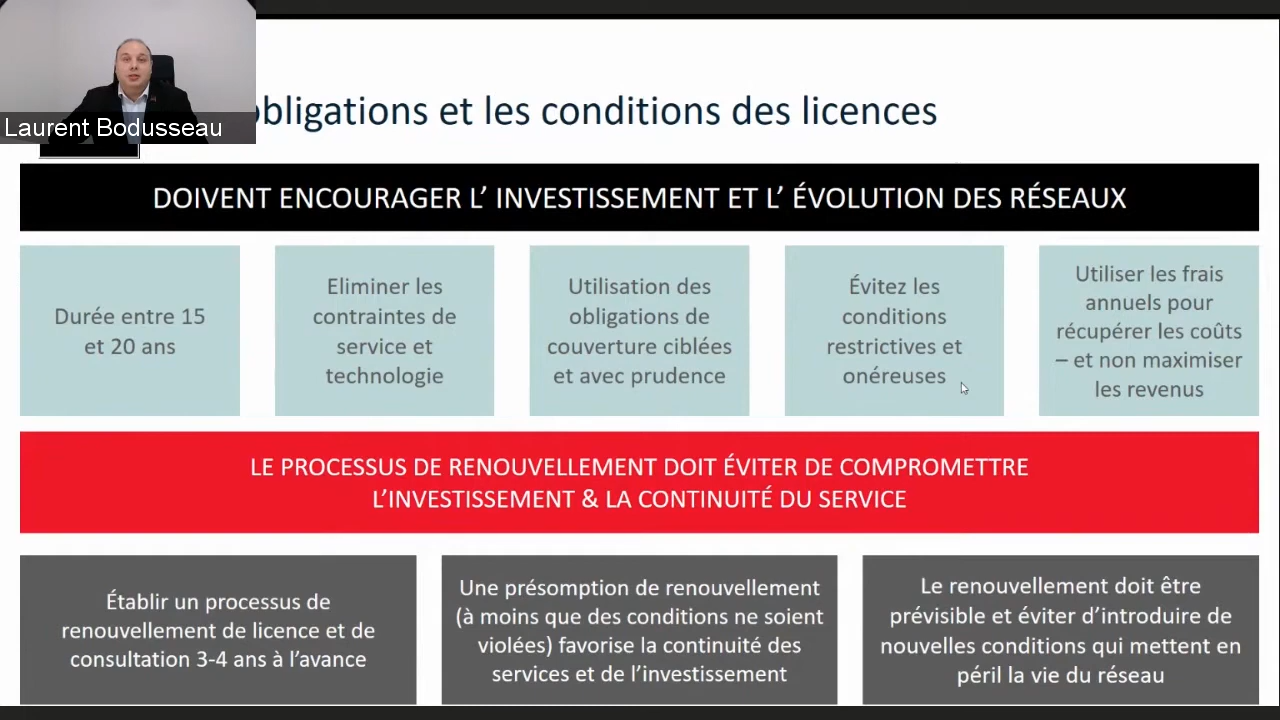 Laurent Bodusseau
obligations et les conditions des licences
DOIVENT ENCOURAGER L’ INVESTISSEMENT ET L’ ÉVOLUTION DES RÉSEAUX
Durée entre 15
et 20 ans
Eliminer les
contraintes de
service et
technologie
Utilisation des
obligations de
couverture ciblées
et avec prudence
Évitez les
conditions
restrictives et
onéreuses
Utiliser les frais
annuels pour
récupérer les coûts
– et non maximiser
les revenus
LE PROCESSUS DE RENOUVELLEMENT DOIT ÉVITER DE COMPROMETTRE
L’INVESTISSEMENT & LA CONTINUITÉ DU SERVICE
Établir un processus de
renouvellement de licence et de
consultation 3-4 ans à l’avance
Une présomption de renouvellement
(à moins que des conditions ne soient
violées) favorise la continuité des
services et de l’investissement
Le renouvellement doit être
prévisible et éviter d’introduire de
nouvelles conditions qui mettent en
péril la vie du réseau